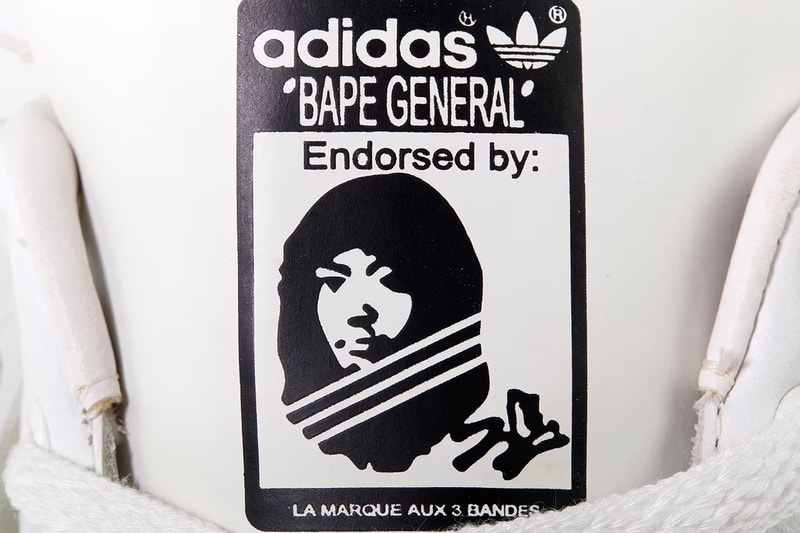 adidas ®
"BAPE GENERAL"
Endorsed by:
LA MARQUE AUX 3 BANDES